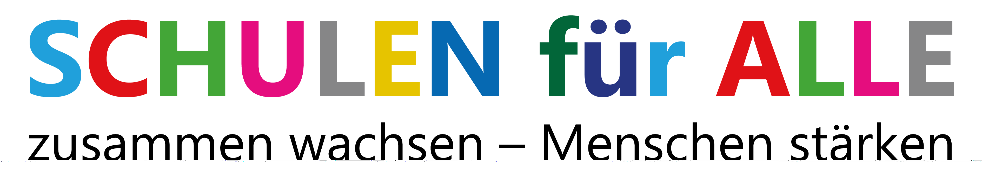 SCHULEN für ALLE
zusammen wachsen – Menschen stärken